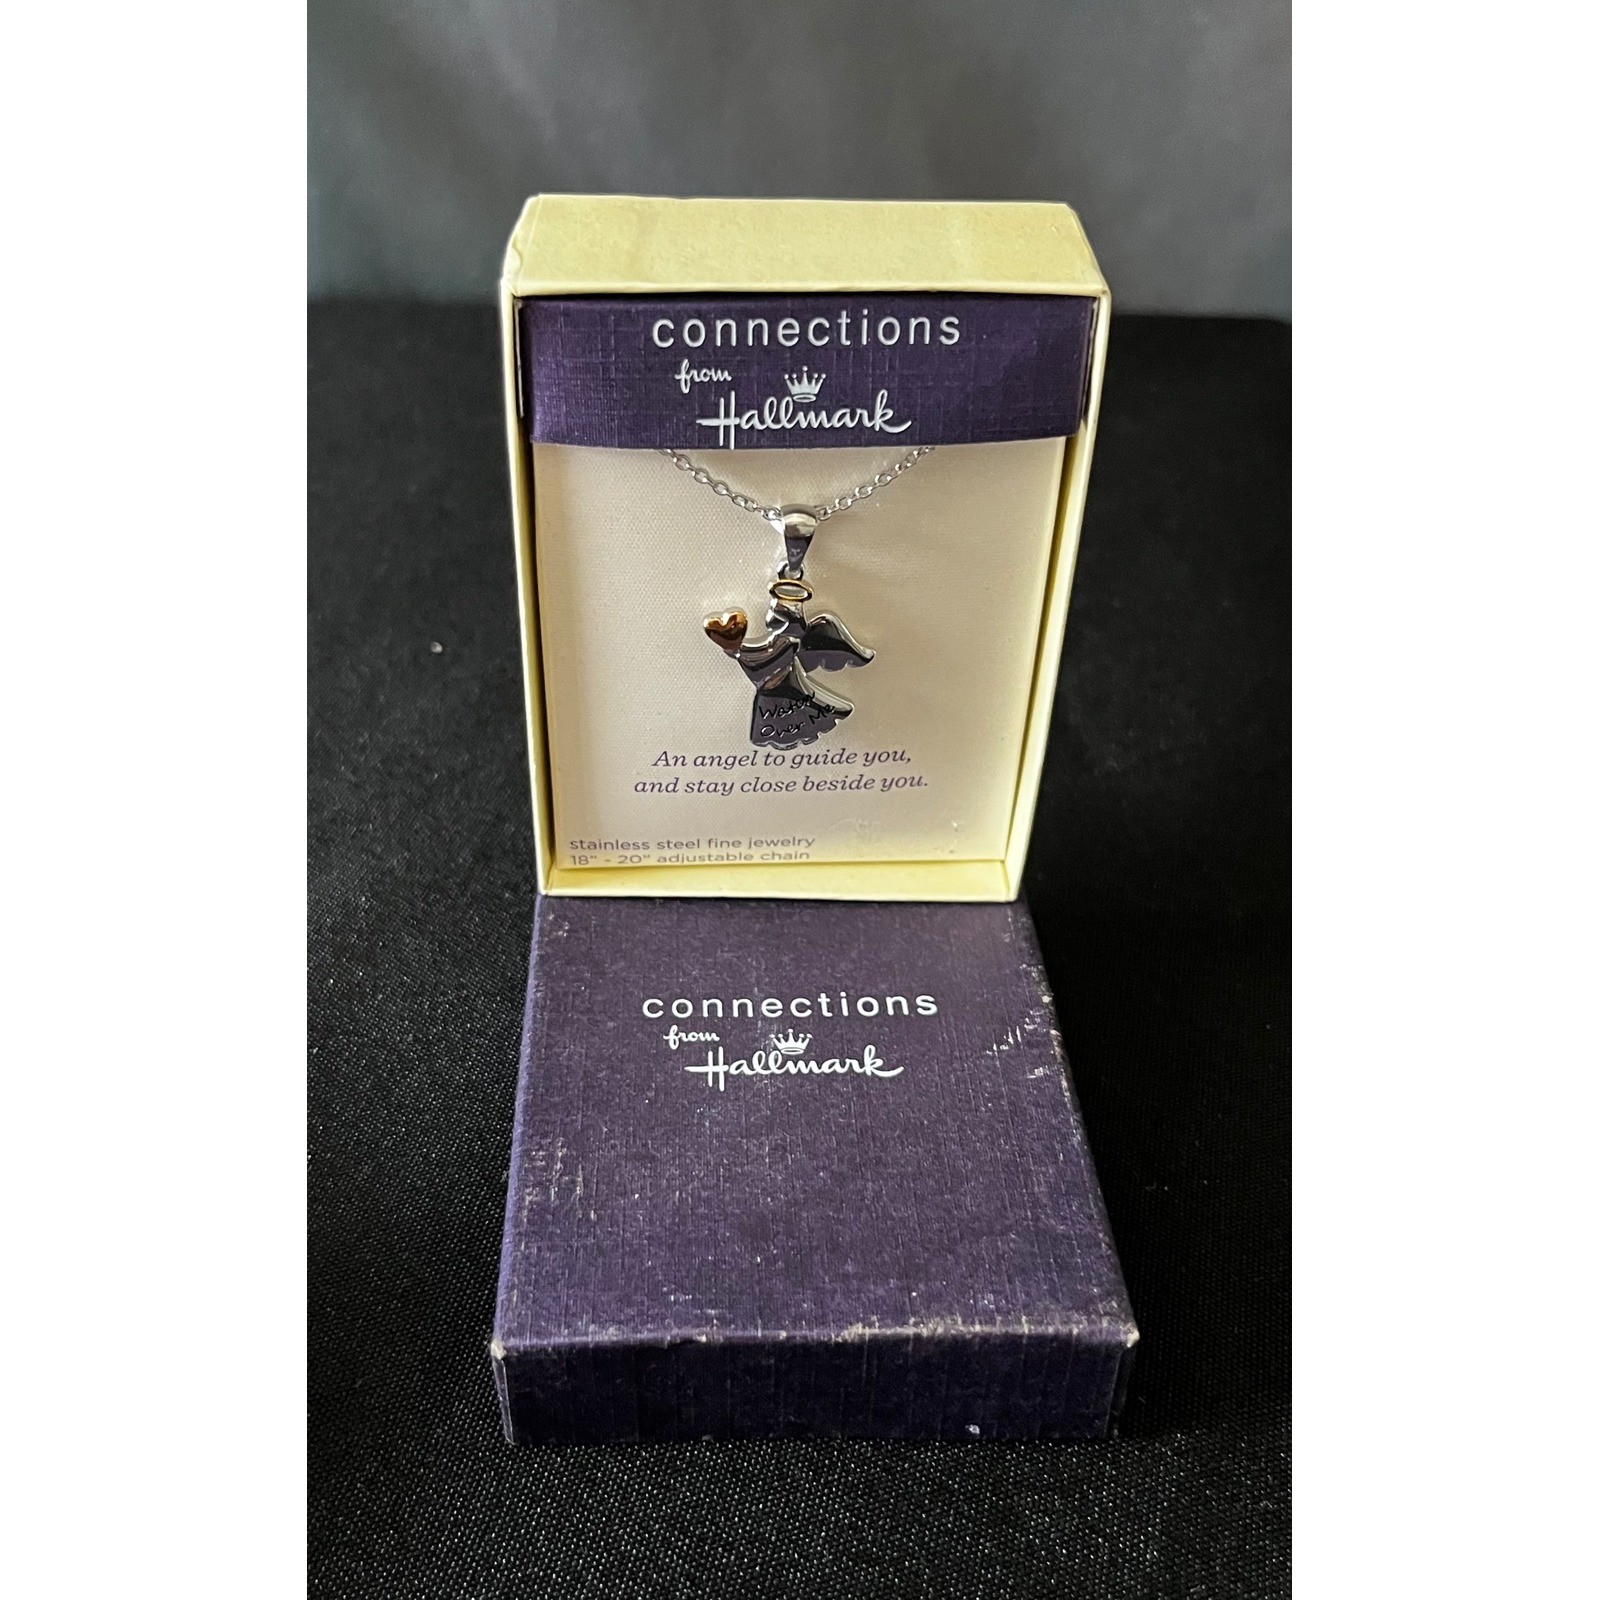 connections
from
Hallmark
Watch
Over Me
An angel to guide you,
and stay close beside you.
stainless steel fine jewelry
18" - 20" adjustable chain
connections
from
Hallmark